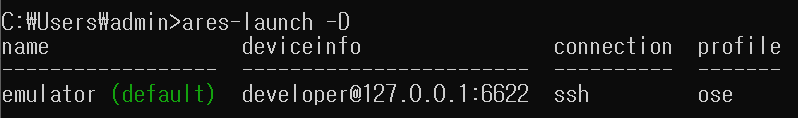 C:₩Users₩admin>ares-launch -D
name deviceinfo connection profile
------------------ ------------------------ ---------- -------
emulator (default) developer@127.0.0.1:6622 ssh ose